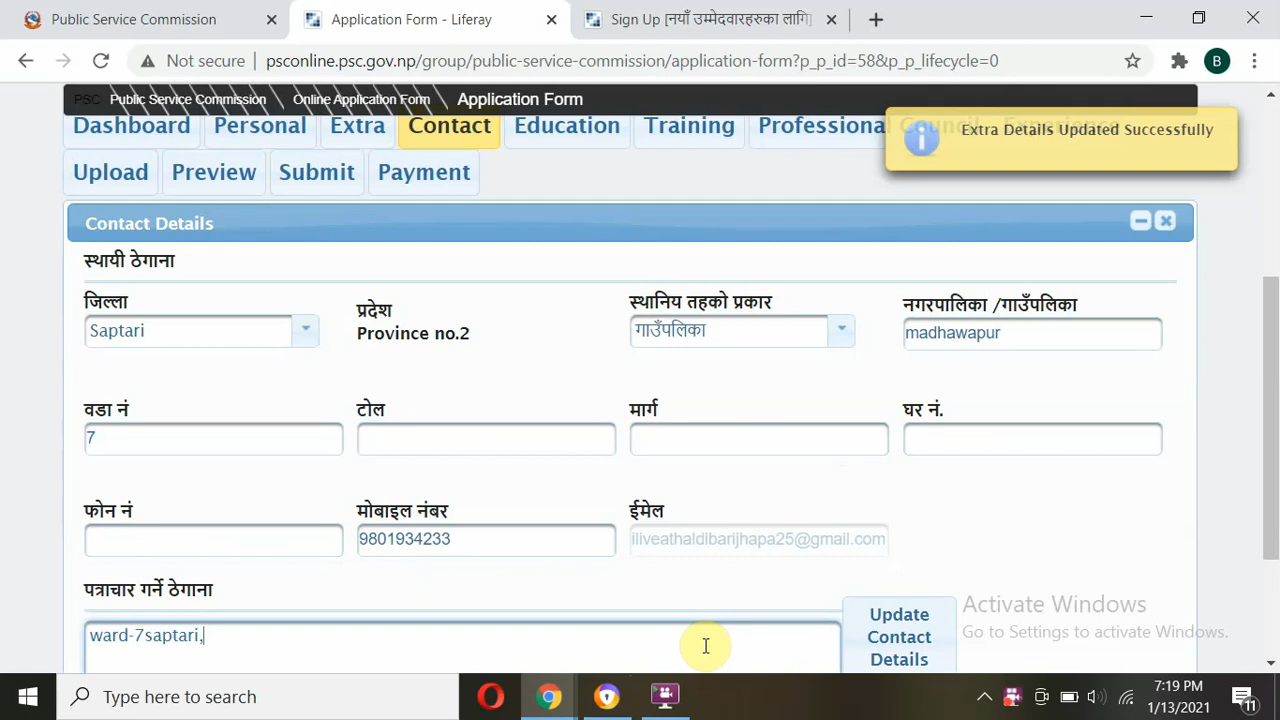 Public Service Commission
Application Form - Liferay
Sign Up [नयाँ उम्मेदवारहरुका लागि]
Not secure
psconline.psc.gov.np/group/public-service-commission/application-form?p_p_id=58&p_p_lifecycle=0
B
PSC Public Service Commission Online Application Form Application Form
Dashboard Personal Extra Contact Education Training Professional Council Experience
Extra Details Updated Successfully
Upload Preview Submit Payment
Contact Details
स्थायी ठेगाना
जिल्ला प्रदेश स्थानिय तहको प्रकार नगरपालिका /गाउँपलिका
Saptari Province no.2 गाउँपलिका madhawapur
वडा नं टोल मार्ग घर नं.
7
फोन नं मोबाइल नंबर ईमेल
9801934233 iliveathaldibarijhapa25@gmail.com
पत्राचार गर्ने ठेगाना
ward-7saptari,
Update
Contact
Details
Activate Windows
Go to Settings to activate Windows.
Type here to search
7:19 PM
1/13/2021
11